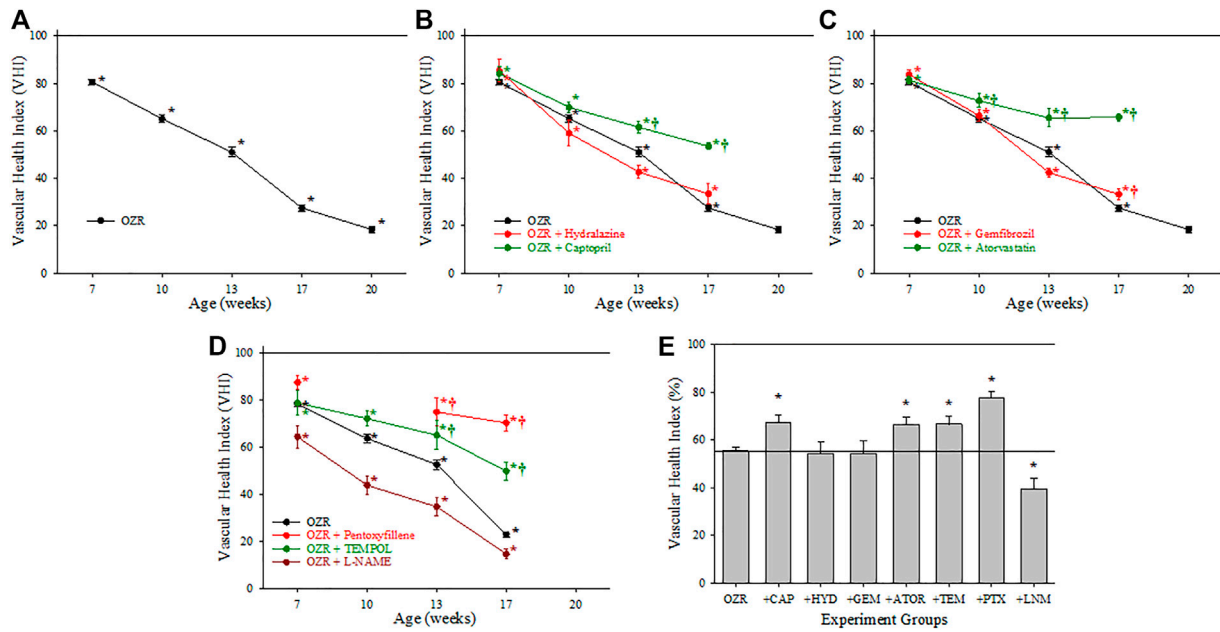 A
Vascular Health Index (VHI)
100
80
60
40
20
0
* * * * *
OZR
7 10 13 17 20
Age (weeks)
B
Vascular Health Index (VHI)
100
80
60
40
20
0
* * * *
* * * *
* * *† *†
OZR
OZR + Hydralazine
OZR + Captopril
7 10 13 17 20
Age (weeks)
C
Vascular Health Index (VHI)
100
80
60
40
20
0
* * * *
* * * *†
* *† *† *†
OZR
OZR + Gemfibrozil
OZR + Atorvastatin
7 10 13 17 20
Age (weeks)
D
Vascular Health Index (VHI)
100
80
60
40
20
0
* *† *†
* * *† *†
* * * *
* * * *
OZR
OZR + Pentoxyfillene
OZR + TEMPOL
OZR + L-NAME
7 10 13 17 20
Age (weeks)
E
Vascular Health Index (%)
100
80
60
40
20
0
* * * * *
OZR +CAP +HYD +GEM +ATOR +TEM +PTX +LNM
Experiment Groups